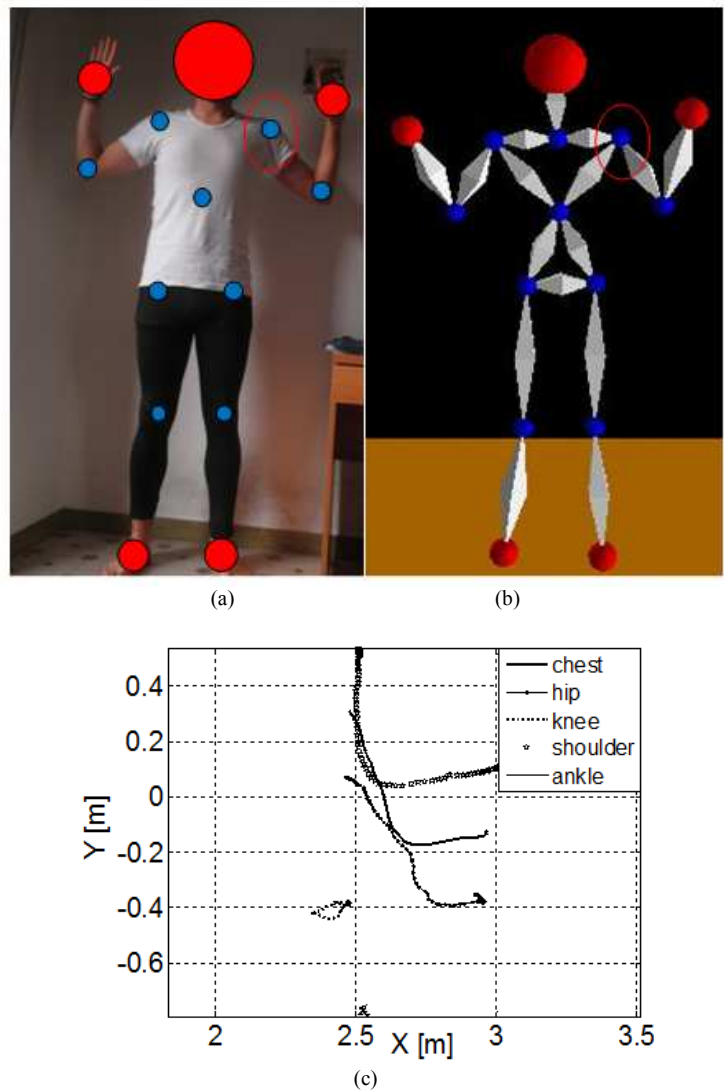 (a)
(b)
chest
hip
knee
shoulder
ankle
0.4
0.2
0
-0.2
-0.4
-0.6
Y [m]
2
2.5
3
3.5
X [m]
(c)